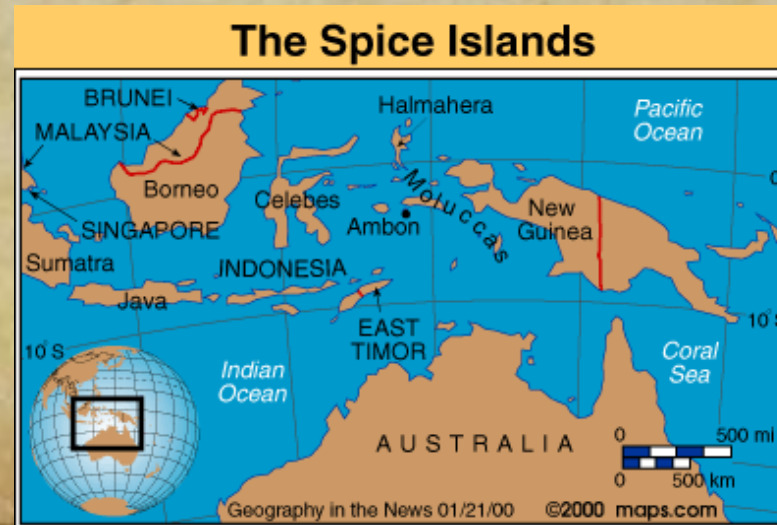 The Spice Islands
BRUNEI
MALAYSIA
Halmahera
Pacific
Ocean
Borneo
Celebes
Moluccas
New
Guinea
SINGAPORE
Ambon
Sumatra
INDONESIA
Java
EAST
TIMOR
10°S
10°S
Indian
Ocean
Coral
Sea
AUSTRALIA
0 500 mi
0 500 km
Geography in the News 01/21/00 ©2000 maps.com